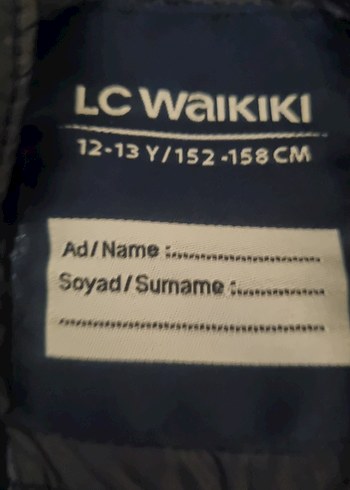 LC WAIKIKI
12-13 Y/152-158 CM
Ad/Name :........................
Soyad/Surname :..............
........................................